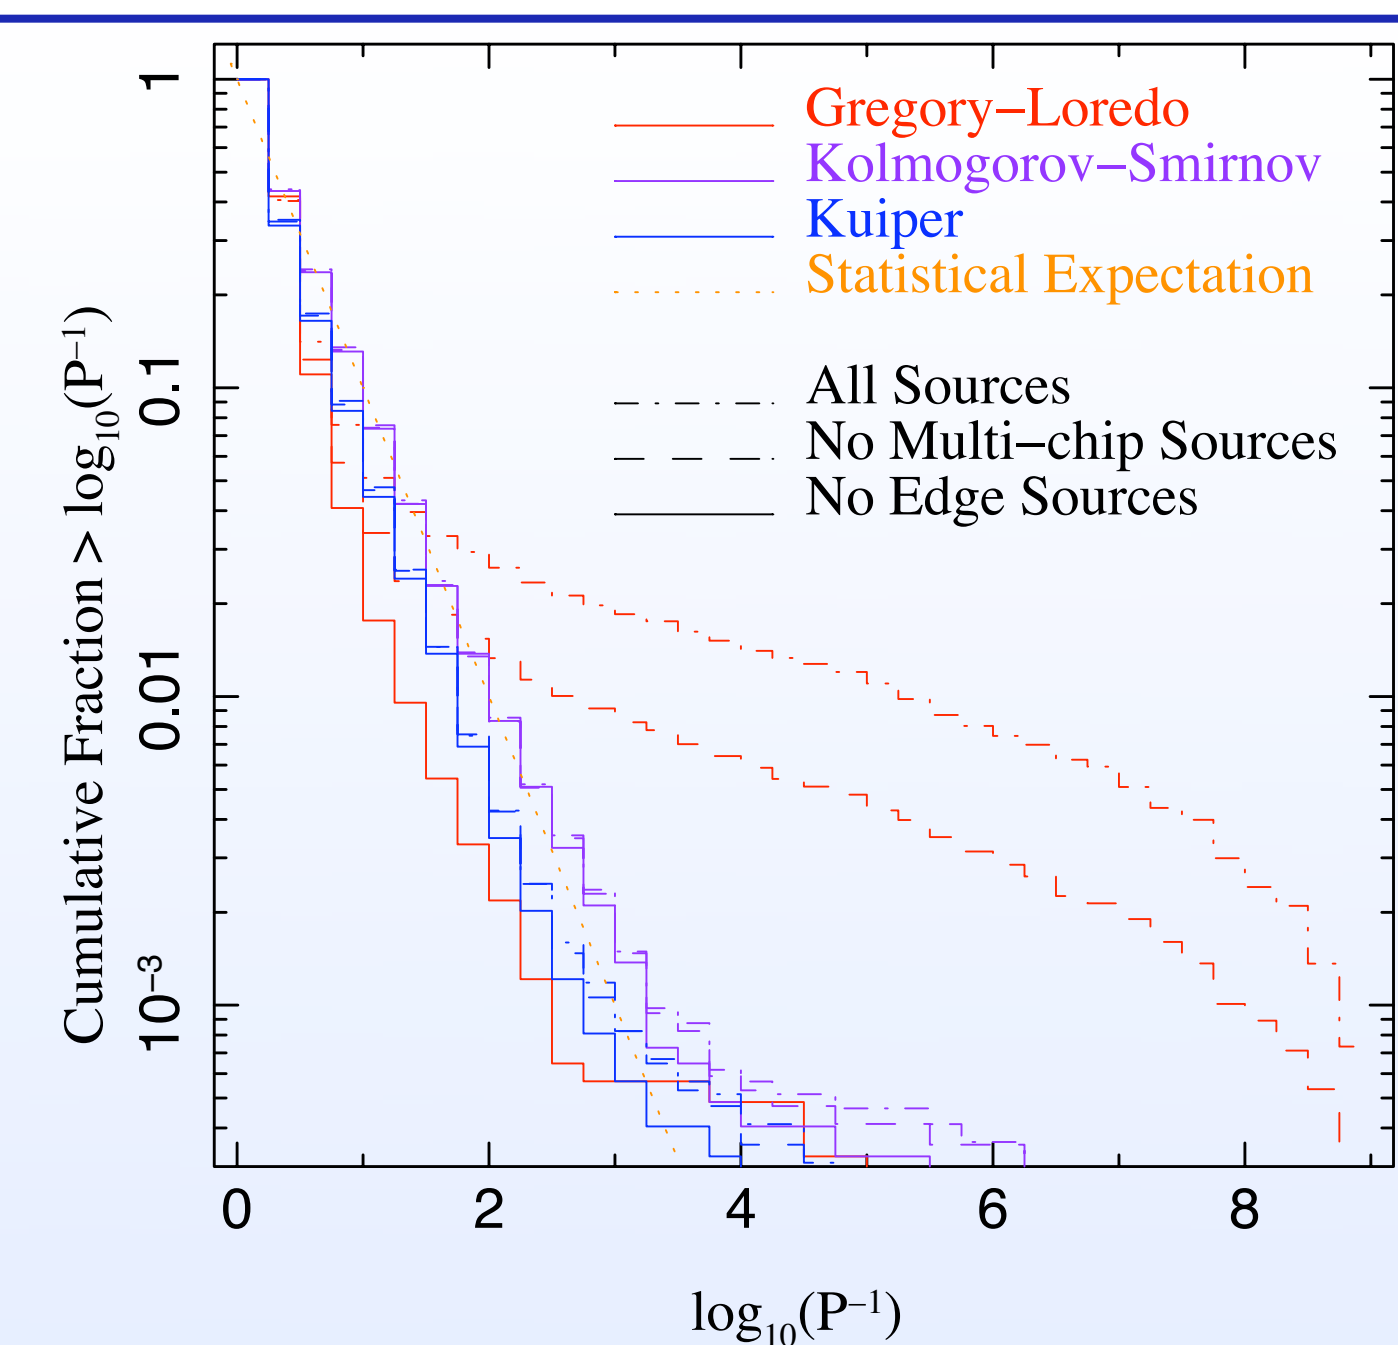 Gregory–Loredo
Kolmogorov–Smirnov
Kuiper
Statistical Expectation
All Sources
No Multi–chip Sources
No Edge Sources
Cumulative Fraction > log₁₀(P⁻¹)
1
0.1
0.01
10⁻³
0 2 4 6 8
log₁₀(P⁻¹)